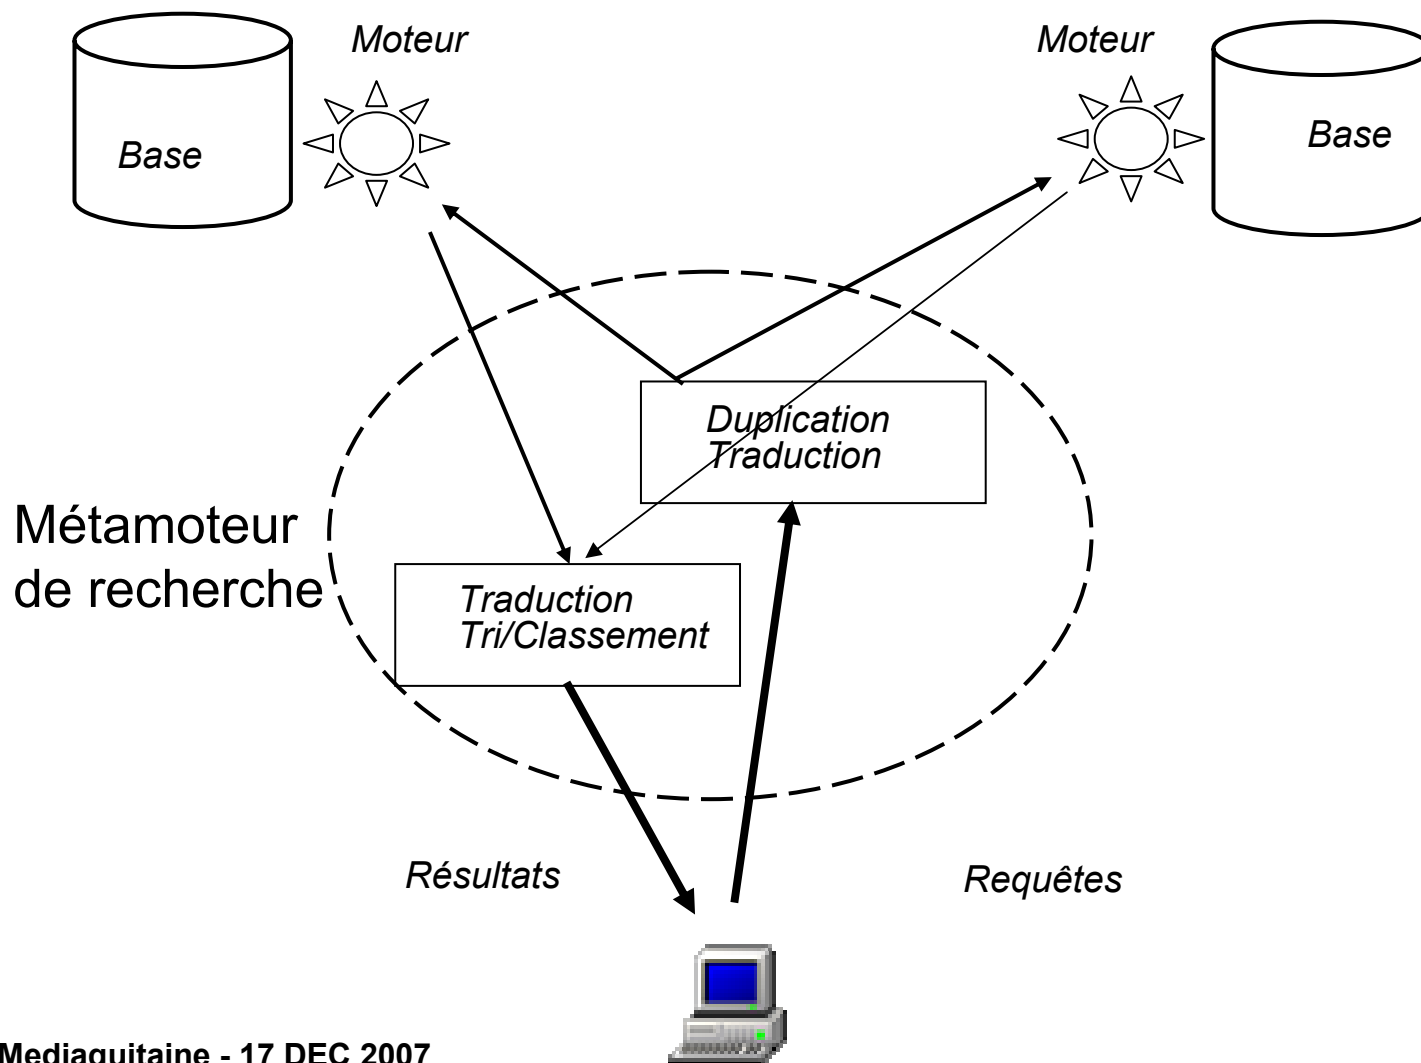 Moteur
Moteur
Base
Base
Duplication
Traduction
Métamoteur
de recherche
Traduction
Tri/Classement
Résultats
Requêtes
Mediaquitaine - 17 DEC 2007